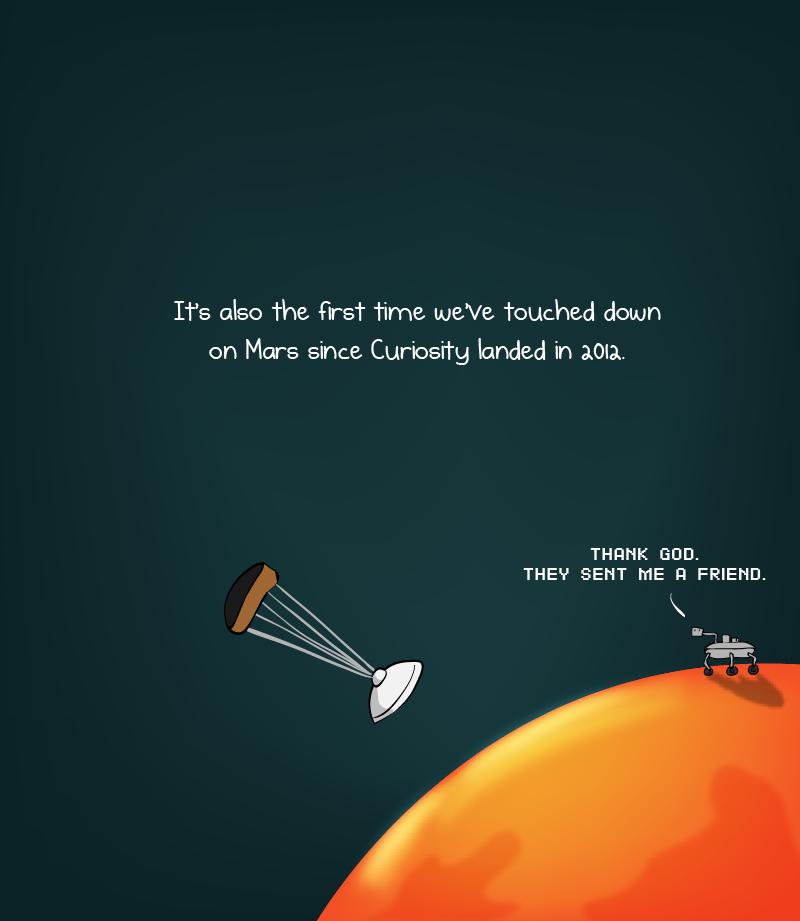 It's also the first time we've touched down
on Mars since Curiosity landed in 2012.
THANK GOD.
THEY SENT ME A FRIEND.